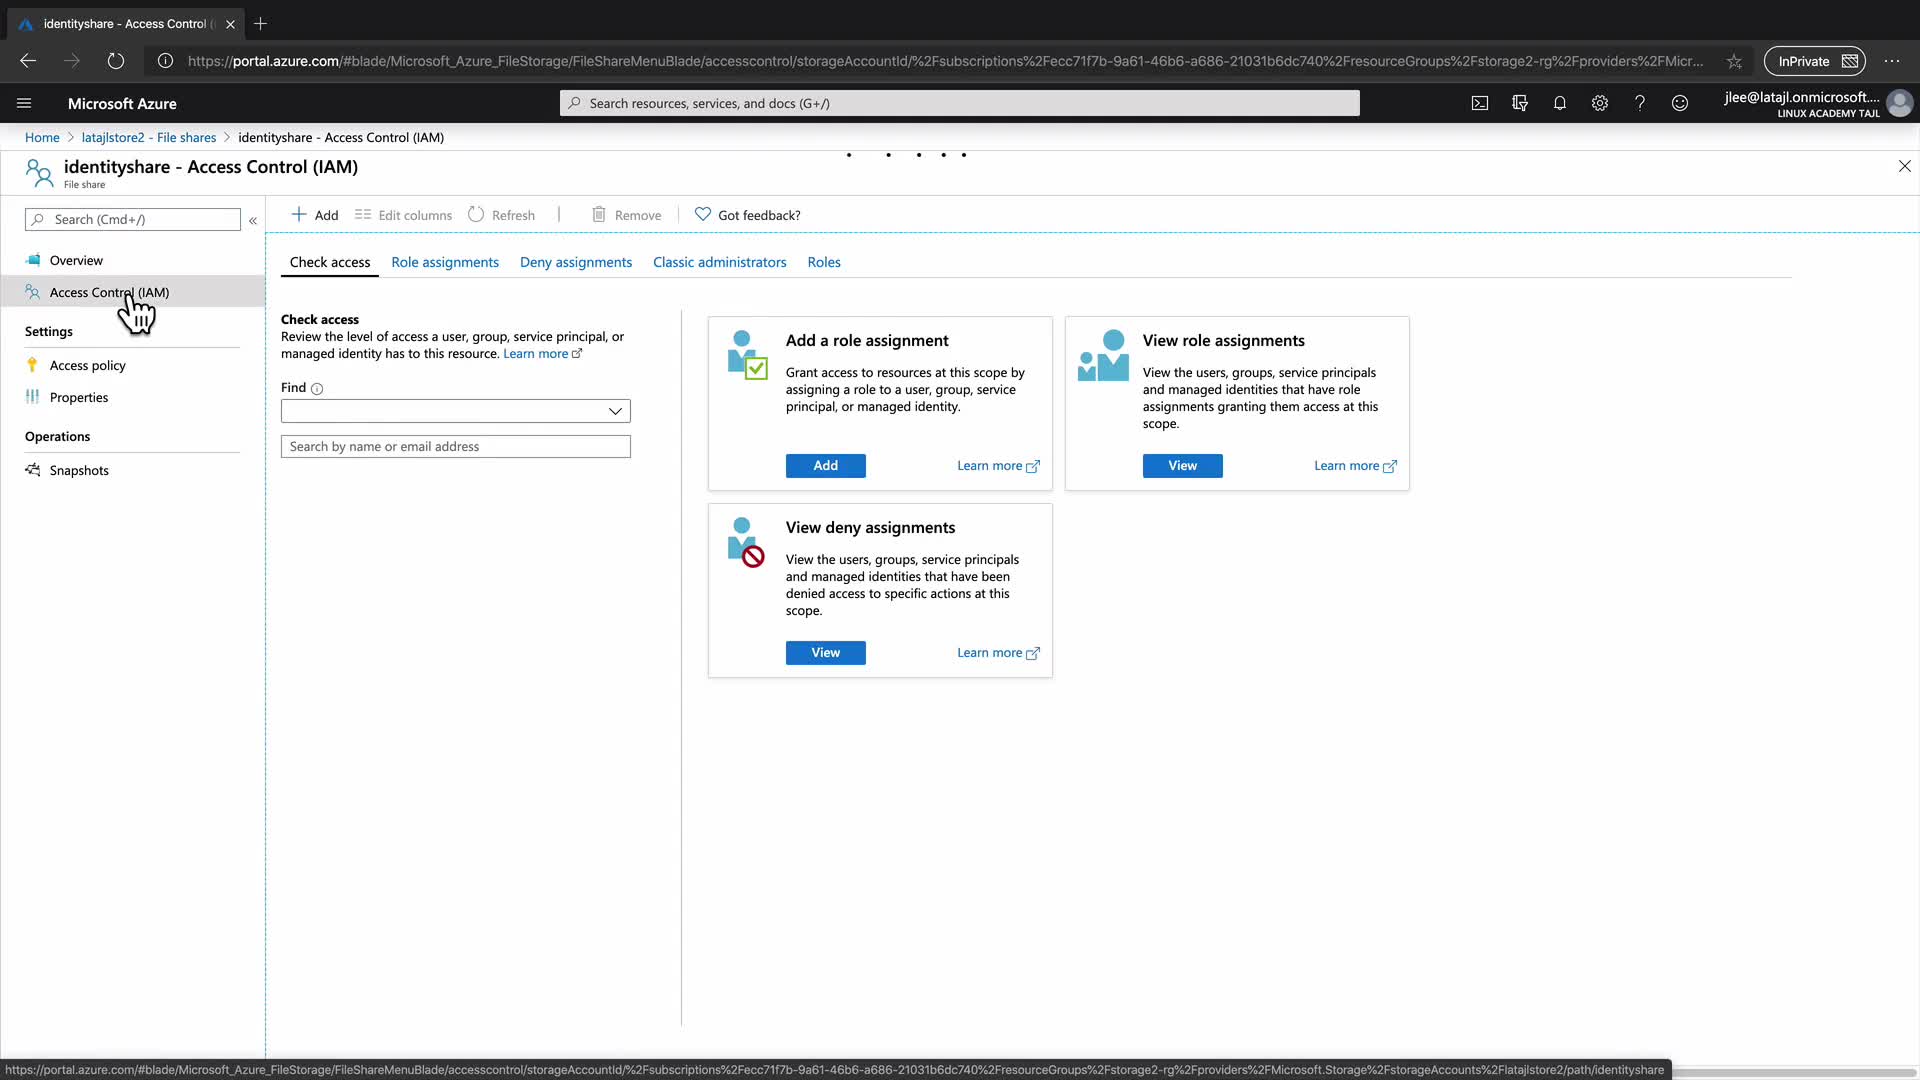 identityshare - Access Control (
https://portal.azure.com/#blade/Microsoft_Azure_FileStorage/FileShareMenuBlade/accesscontrol/storageAccountId/%2Fsubscriptions%2Fecc71f7b-9a61-46b6-a686-21031b6dc740%2FresourceGroups%2Fstorage2-rg%2Fproviders%2FMicr...
InPrivate
Microsoft Azure
Search resources, services, and docs (G+/)
jlee@latajl.onmicrosoft....
LINUX ACADEMY TAJL
Home > latajlstore2 - File shares > identityshare - Access Control (IAM)
identityshare - Access Control (IAM)
File share
Search (Cmd+/)
«
Overview
Access Control (IAM)
Settings
Access policy
Properties
Operations
Snapshots
Add
Edit columns
Refresh
Remove
Got feedback?
Check access
Role assignments
Deny assignments
Classic administrators
Roles
Check access
Review the level of access a user, group, service principal, or
managed identity has to this resource. Learn more
Find
Search by name or email address
Add a role assignment
Grant access to resources at this scope by
assigning a role to a user, group, service
principal, or managed identity.
Add
Learn more
View role assignments
View the users, groups, service principals
and managed identities that have role
assignments granting them access at this
scope.
View
Learn more
View deny assignments
View the users, groups, service principals
and managed identities that have been
denied access to specific actions at this
scope.
View
Learn more
https://portal.azure.com/#blade/Microsoft_Azure_FileStorage/FileShareMenuBlade/accesscontrol/storageAccountId/%2Fsubscriptions%2Fecc71f7b-9a61-46b6-a686-21031b6dc740%2FresourceGroups%2Fstorage2-rg%2Fproviders%2FMicrosoft.Storage%2FstorageAccounts%2Flatajlstore2/path/identityshare